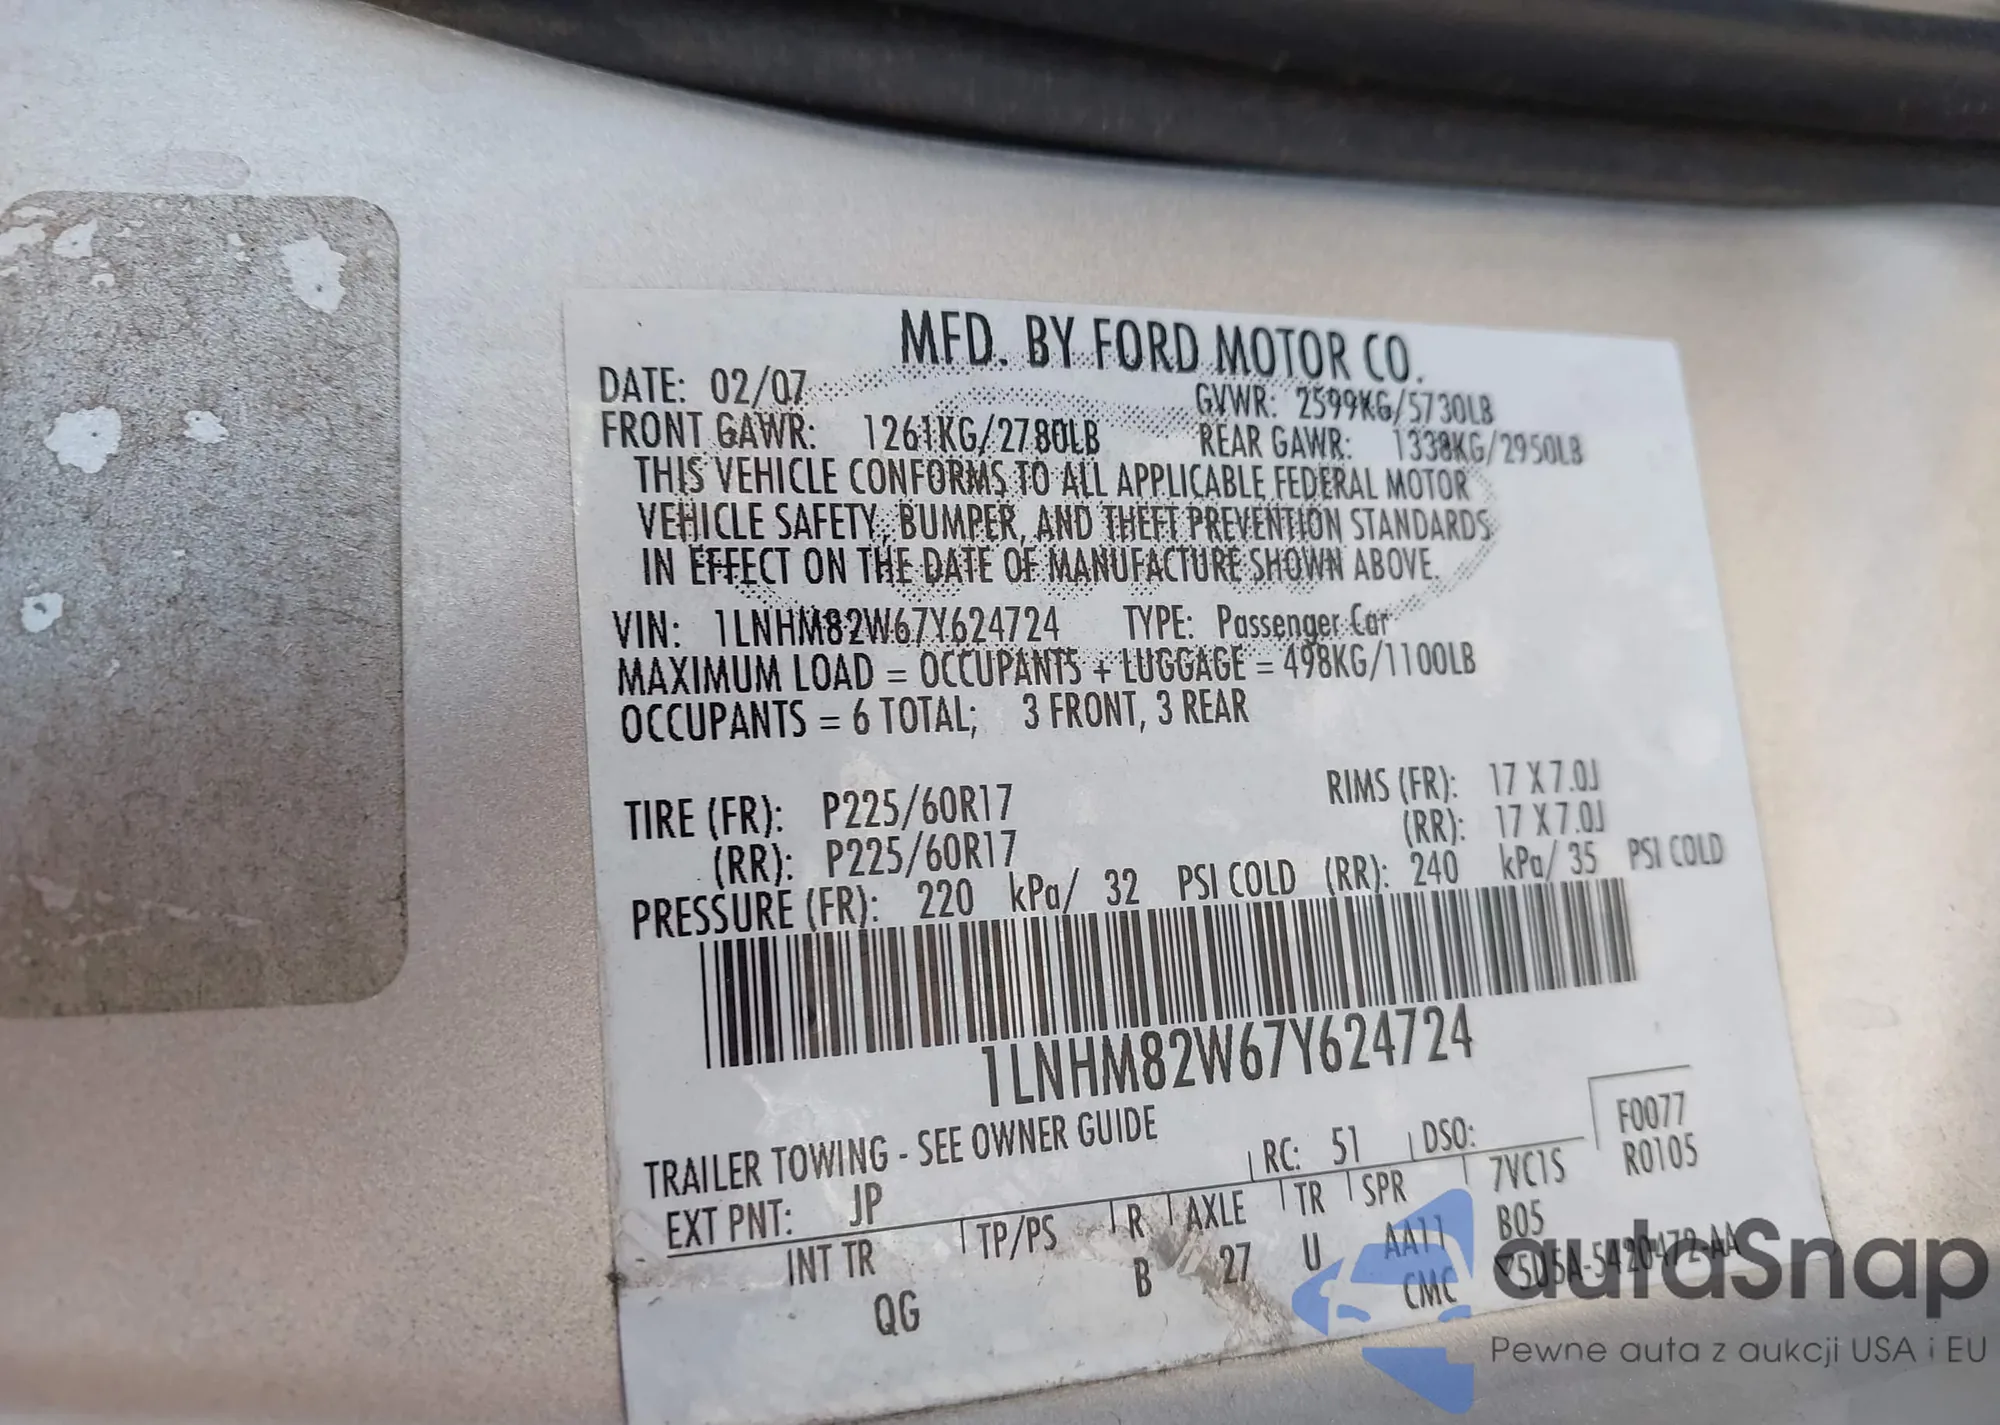 MFD. BY FORD MOTOR CO.
DATE: 02/07 GVWR: 2599KG/5730LB
FRONT GAWR: 1261KG/2780LB REAR GAWR: 1338KG/2950LB
THIS VEHICLE CONFORMS TO ALL APPLICABLE FEDERAL MOTOR
VEHICLE SAFETY, BUMPER, AND THEFT PREVENTION STANDARDS
IN EFFECT ON THE DATE OF MANUFACTURE SHOWN ABOVE.
VIN: 1LNHM82W67Y624724 TYPE: Passenger Car
MAXIMUM LOAD = OCCUPANTS + LUGGAGE = 498KG/1100LB
OCCUPANTS = 6 TOTAL; 3 FRONT, 3 REAR
TIRE (FR): P225/60R17 RIMS (FR): 17 X 7.0J
(RR): P225/60R17 (RR): 17 X 7.0J
PRESSURE (FR): 220 kPa/ 32 PSI COLD (RR): 240 kPa/ 35 PSI COLD
1LNHM82W67Y624724
TRAILER TOWING - SEE OWNER GUIDE
F0077
EXT PNT: JP RC: 51 DSO: R0105
INT TR TP/PS R AXLE TR SPR 7VC1S
QG B 27 U AA11 B05
CMC
autoSnap
Pewne auta z aukcji USA i EU